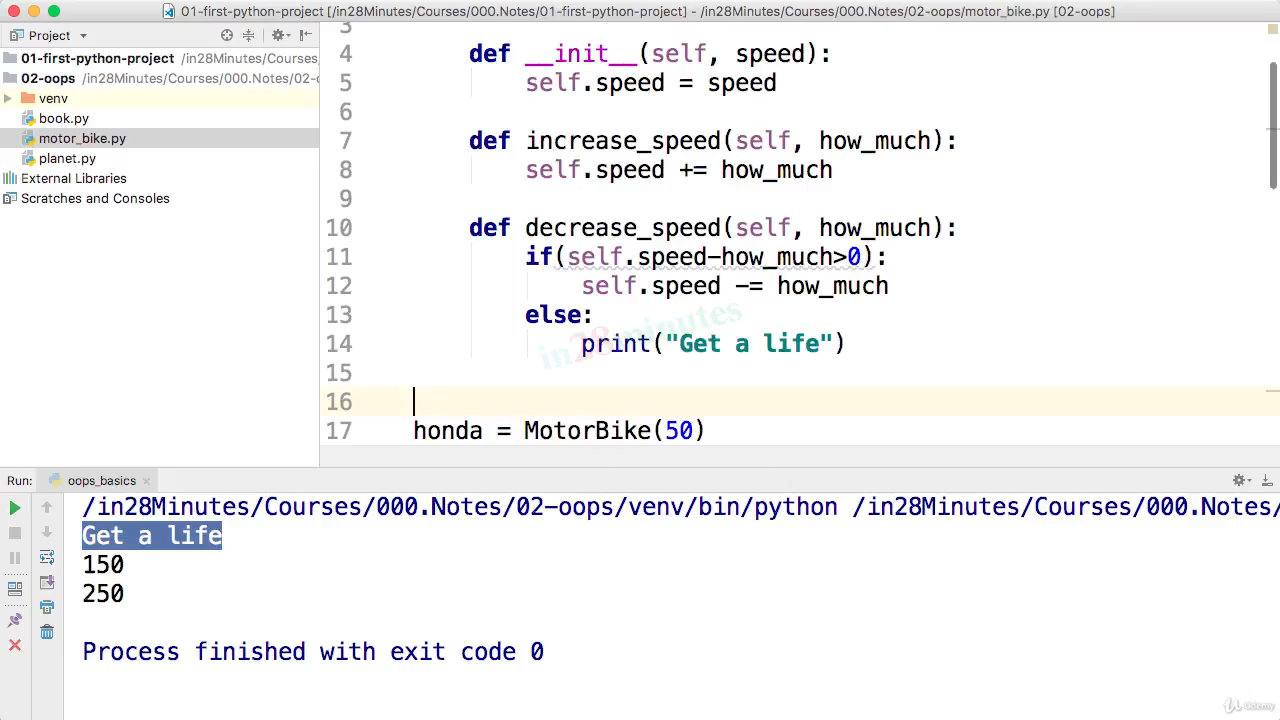 01-first-python-project [/in28Minutes/Courses/000.Notes/01-first-python-project] - /in28Minutes/Courses/000.Notes/02-oops/motor_bike.py [02-oops]
Project
01-first-python-project /in28Minutes/Courses
02-oops /in28Minutes/Courses/000.Notes/02-o
venv
book.py
motor_bike.py
planet.py
External Libraries
Scratches and Consoles
3
4 def __init__(self, speed):
5 self.speed = speed
6
7 def increase_speed(self, how_much):
8 self.speed += how_much
9
10 def decrease_speed(self, how_much):
11 if(self.speed-how_much>0):
12 self.speed -= how_much
13 else:
14 print("Get a life")
15
16
17 honda = MotorBike(50)
in28minutes
Run: oops_basics
/in28Minutes/Courses/000.Notes/02-oops/venv/bin/python /in28Minutes/Courses/000.Notes/
Get a life
150
250
Process finished with exit code 0
Udemy